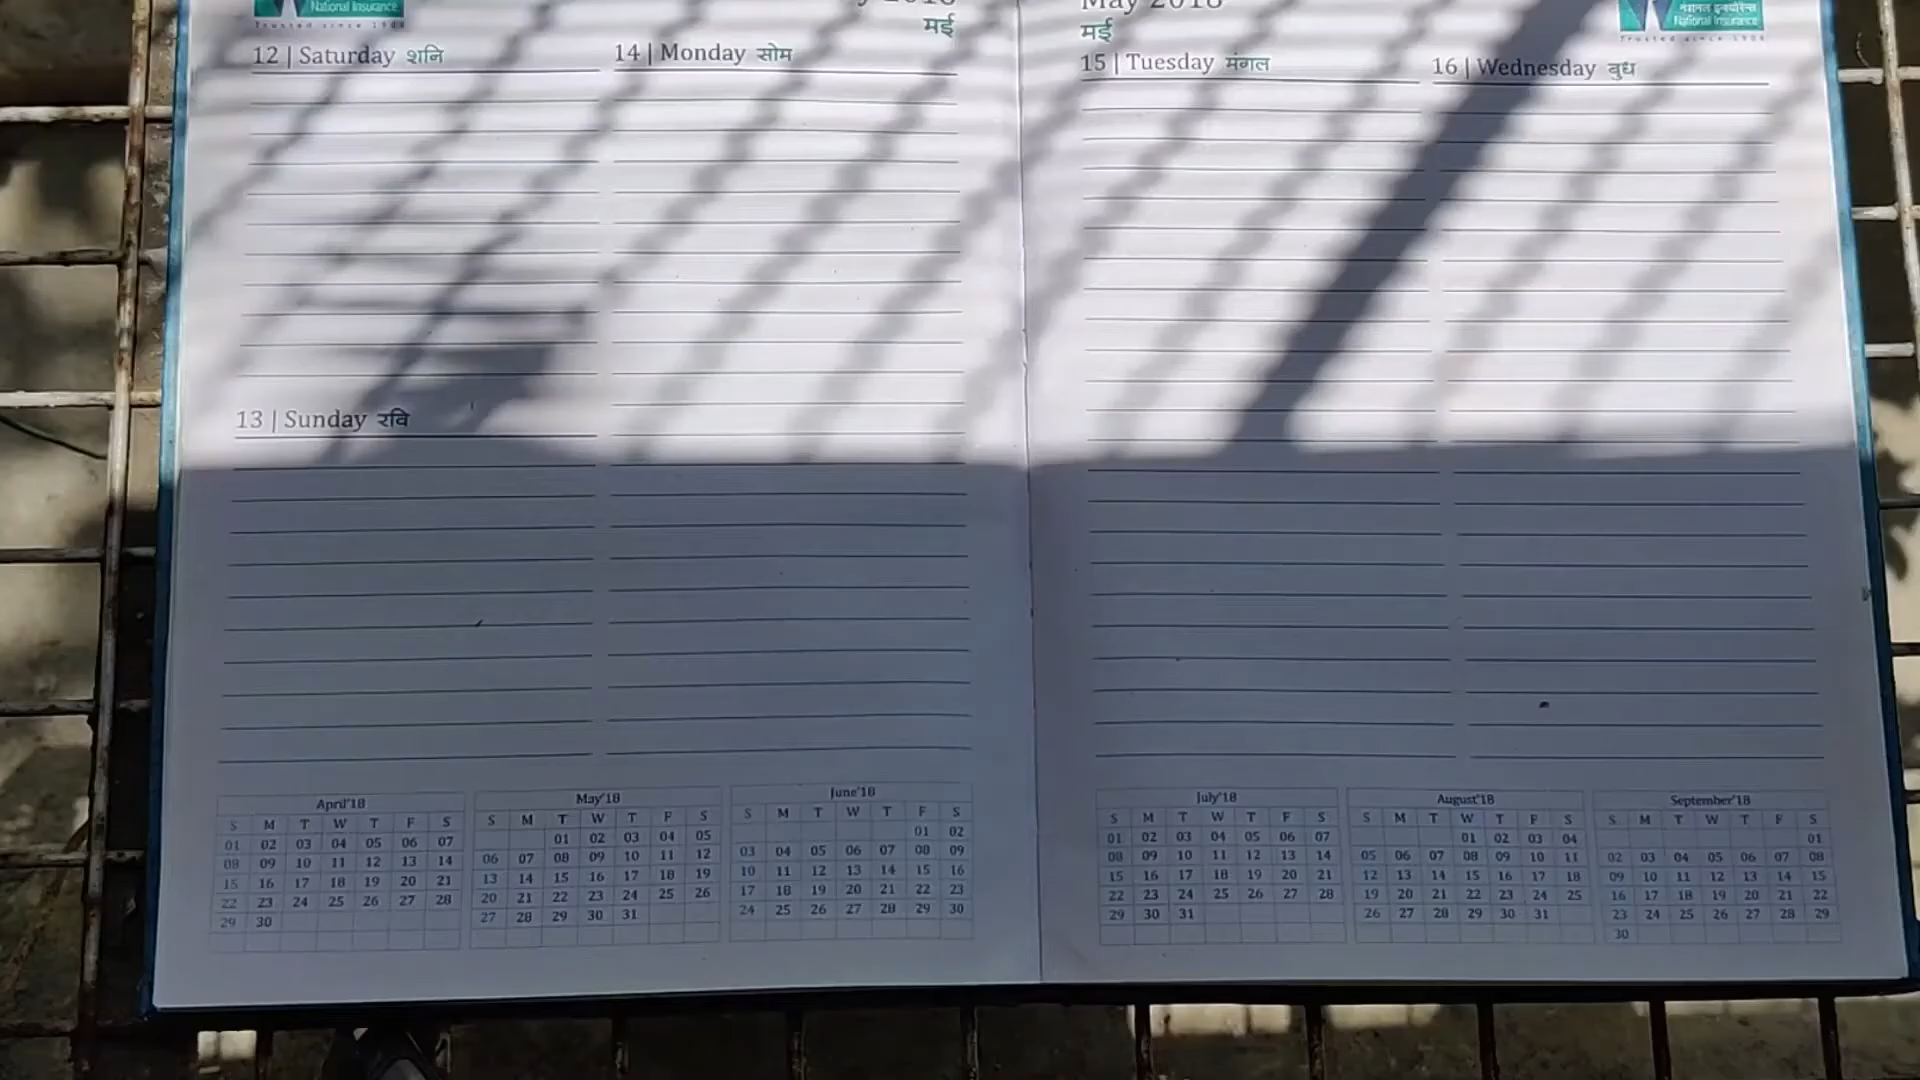 National Insurance
Trusted since 1906
2018
मई
12 | Saturday शनि
14 | Monday सोम
13 | Sunday रवि
April'18
S M T W T F S
01 02 03 04 05 06 07
08 09 10 11 12 13 14
15 16 17 18 19 20 21
22 23 24 25 26 27 28
29 30
May'18
S M T W T F S
01 02 03 04 05
06 07 08 09 10 11 12
13 14 15 16 17 18 19
20 21 22 23 24 25 26
27 28 29 30 31
June'18
S M T W T F S
01 02
03 04 05 06 07 08 09
10 11 12 13 14 15 16
17 18 19 20 21 22 23
24 25 26 27 28 29 30
May 2018
मई
नेशनल इन्श्योरेन्स
National Insurance
Trusted since 1906
15 | Tuesday मंगल
16 | Wednesday बुध
July'18
S M T W T F S
01 02 03 04 05 06 07
08 09 10 11 12 13 14
15 16 17 18 19 20 21
22 23 24 25 26 27 28
29 30 31
August'18
S M T W T F S
01 02 03 04
05 06 07 08 09 10 11
12 13 14 15 16 17 18
19 20 21 22 23 24 25
26 27 28 29 30 31
September'18
S M T W T F S
01
02 03 04 05 06 07 08
09 10 11 12 13 14 15
16 17 18 19 20 21 22
23 24 25 26 27 28 29
30